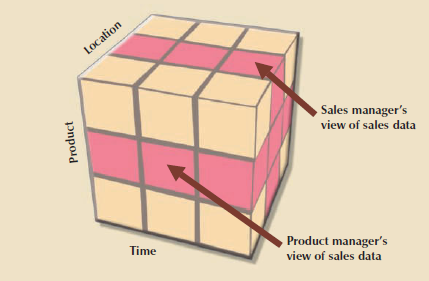 Location
Sales manager's
view of sales data
Product
Product manager's
view of sales data
Time